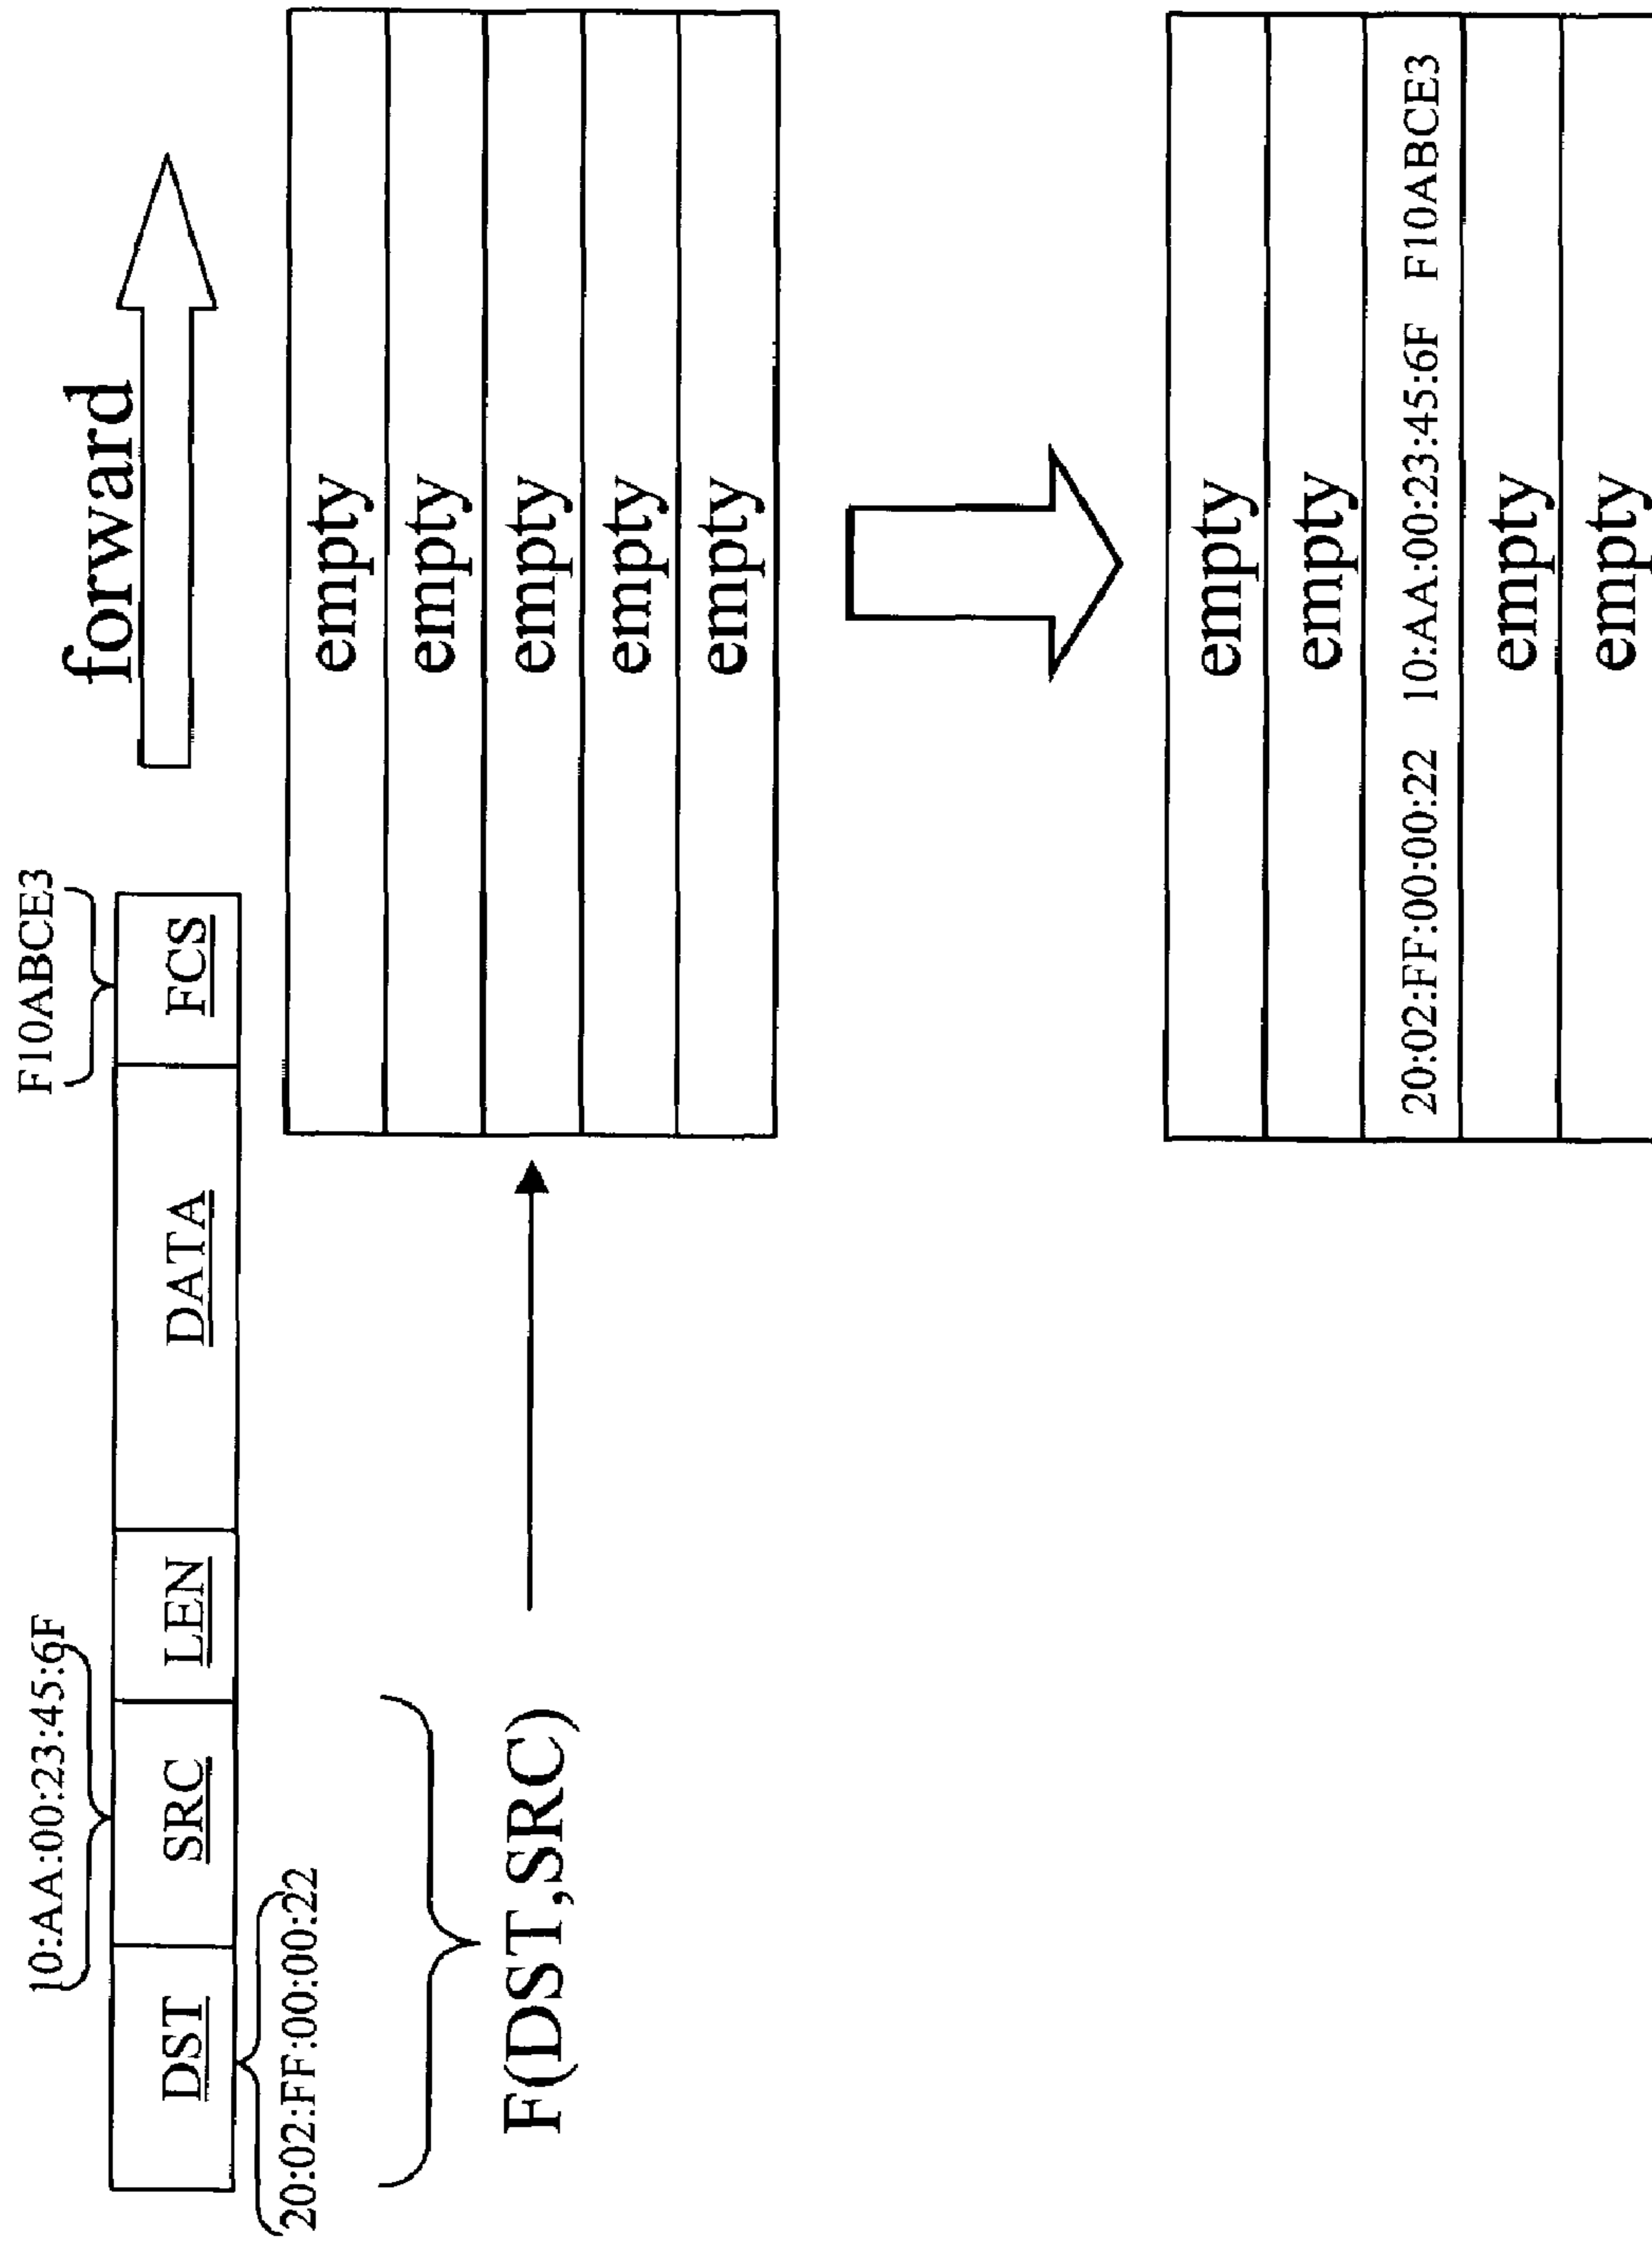 10:AA:00:23:45:6F
F10ABCE3
DST SRC LEN DATA FCS
forward
20:02:FF:00:00:22
F(DST,SRC)
empty
empty
empty
empty
empty
empty
empty
20:02:FF:00:00:22 10:AA:00:23:45:6F F10ABCE3
empty
empty